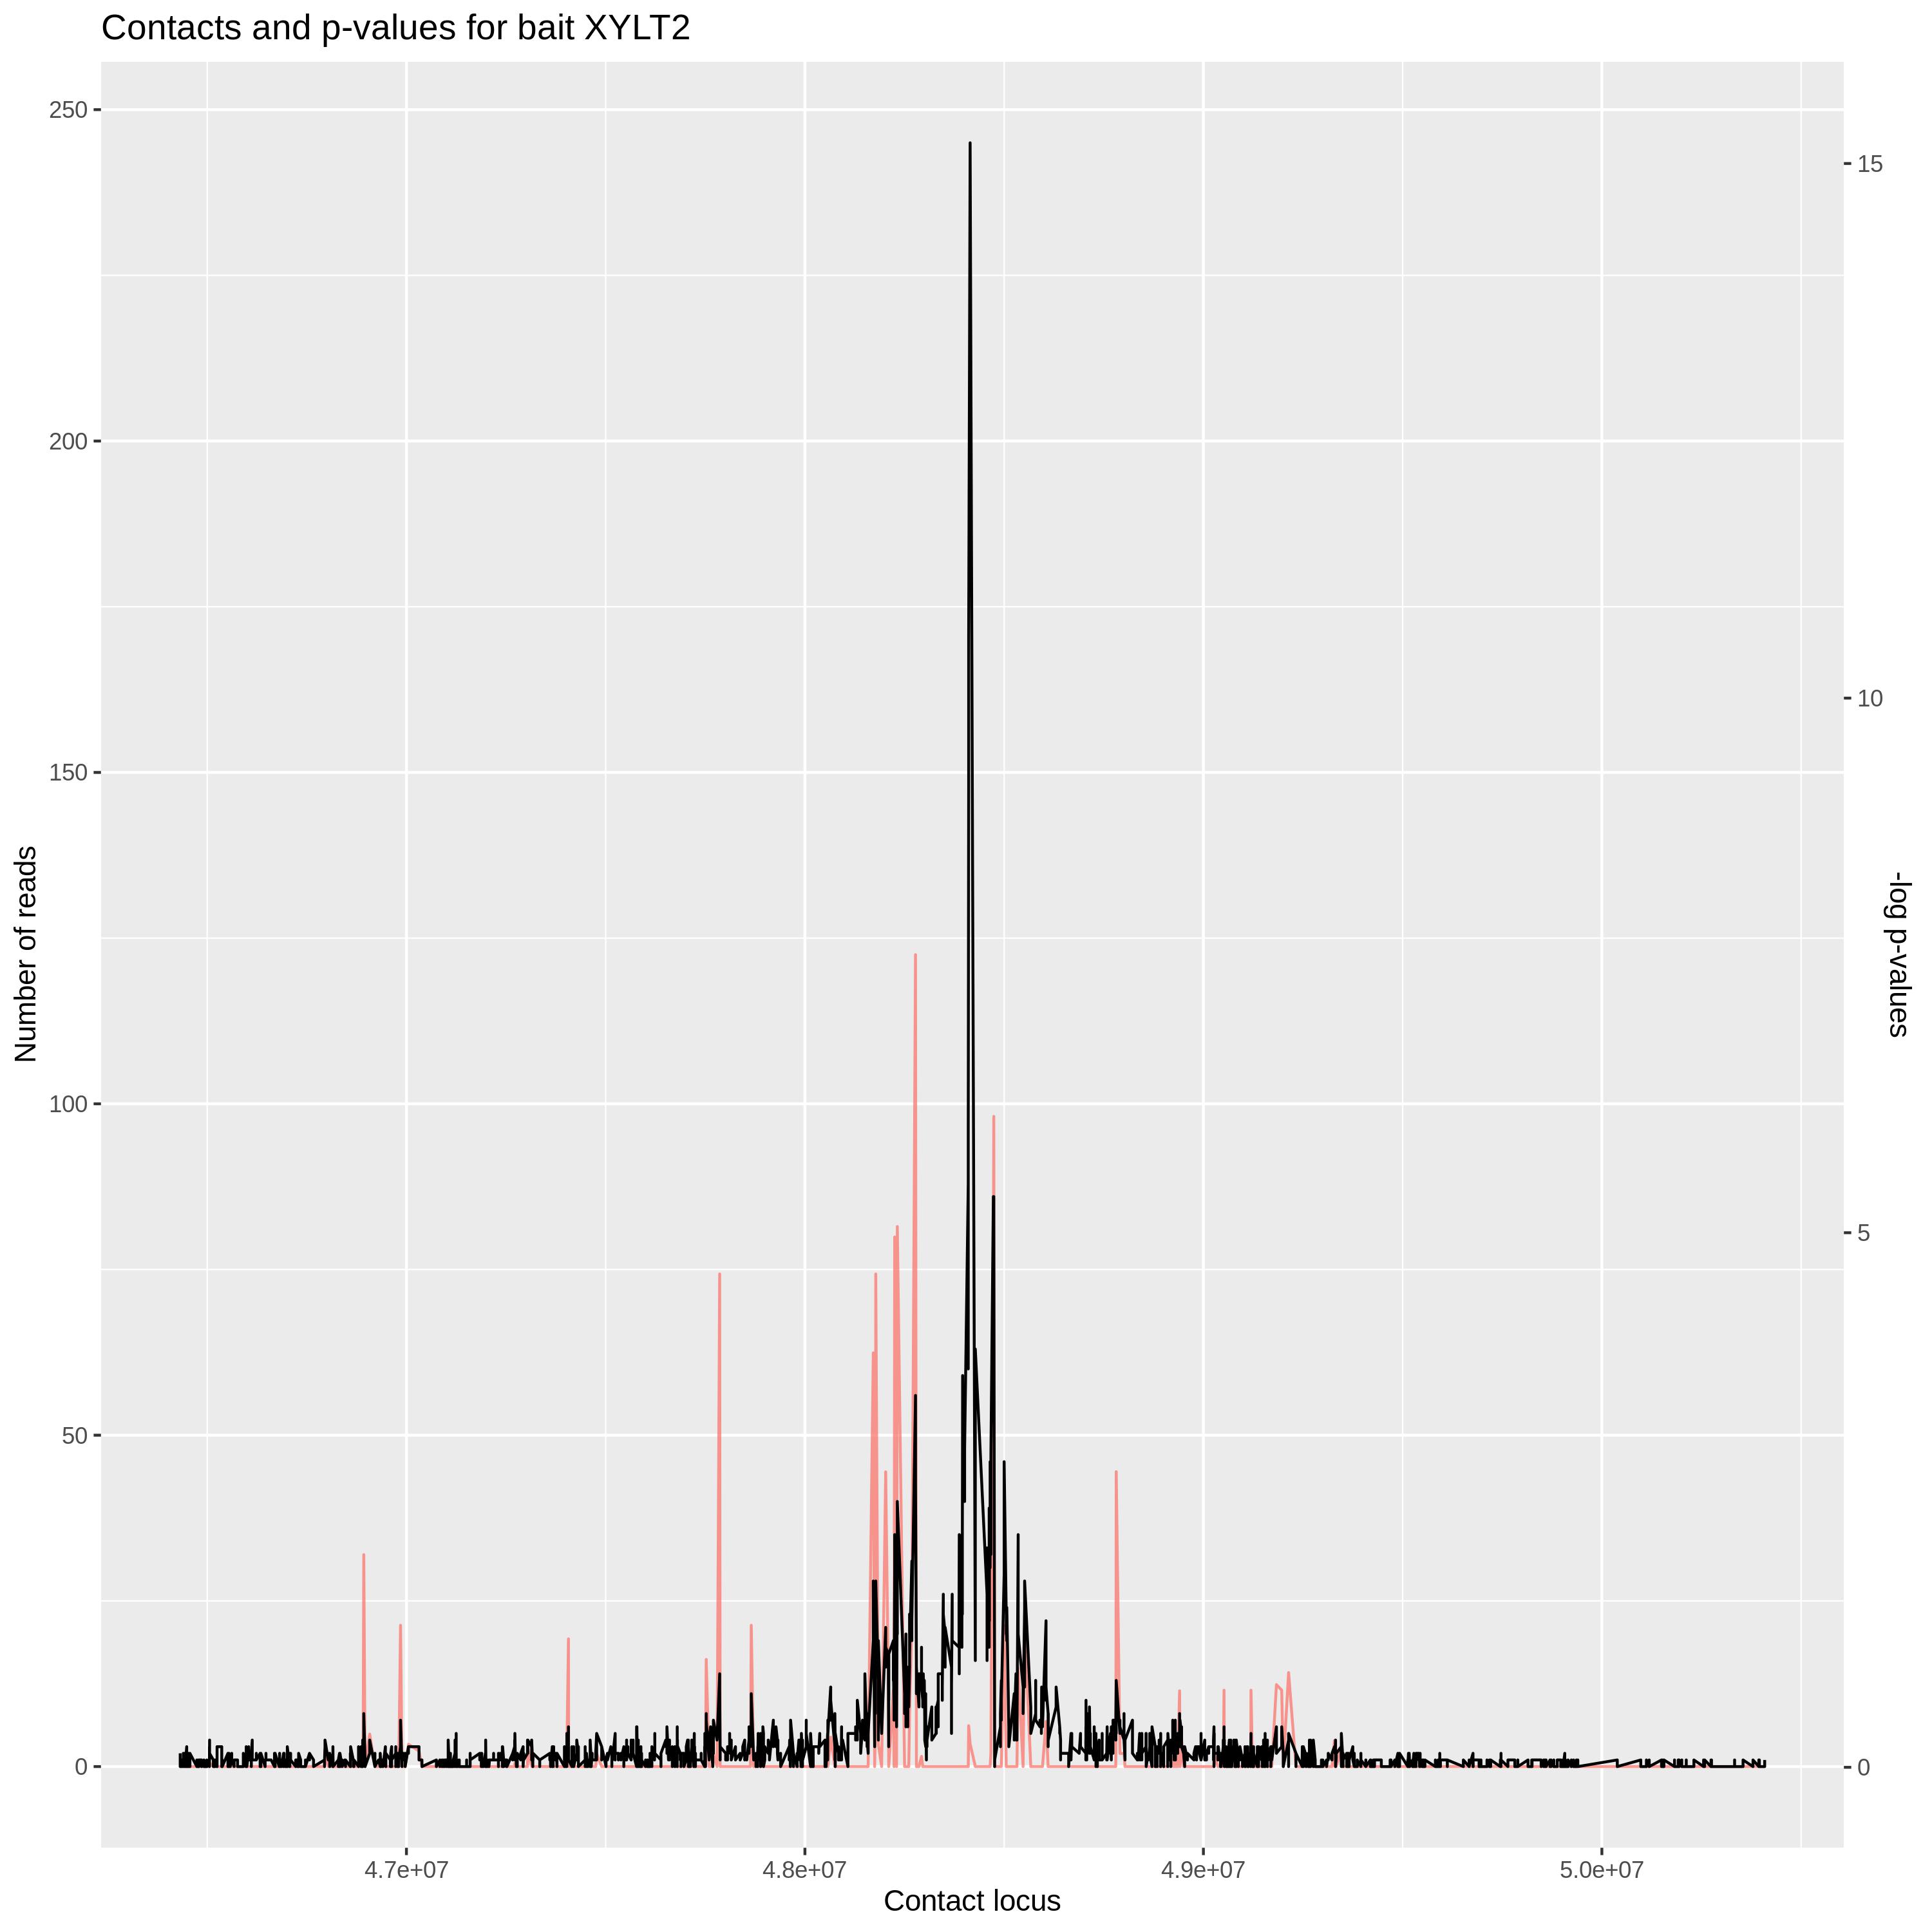 Contacts and p-values for bait XYLT2
250
200
150
100
50
0
15
10
5
0
Number of reads
-log p-values
4.7e+07
4.8e+07
4.9e+07
5.0e+07
Contact locus